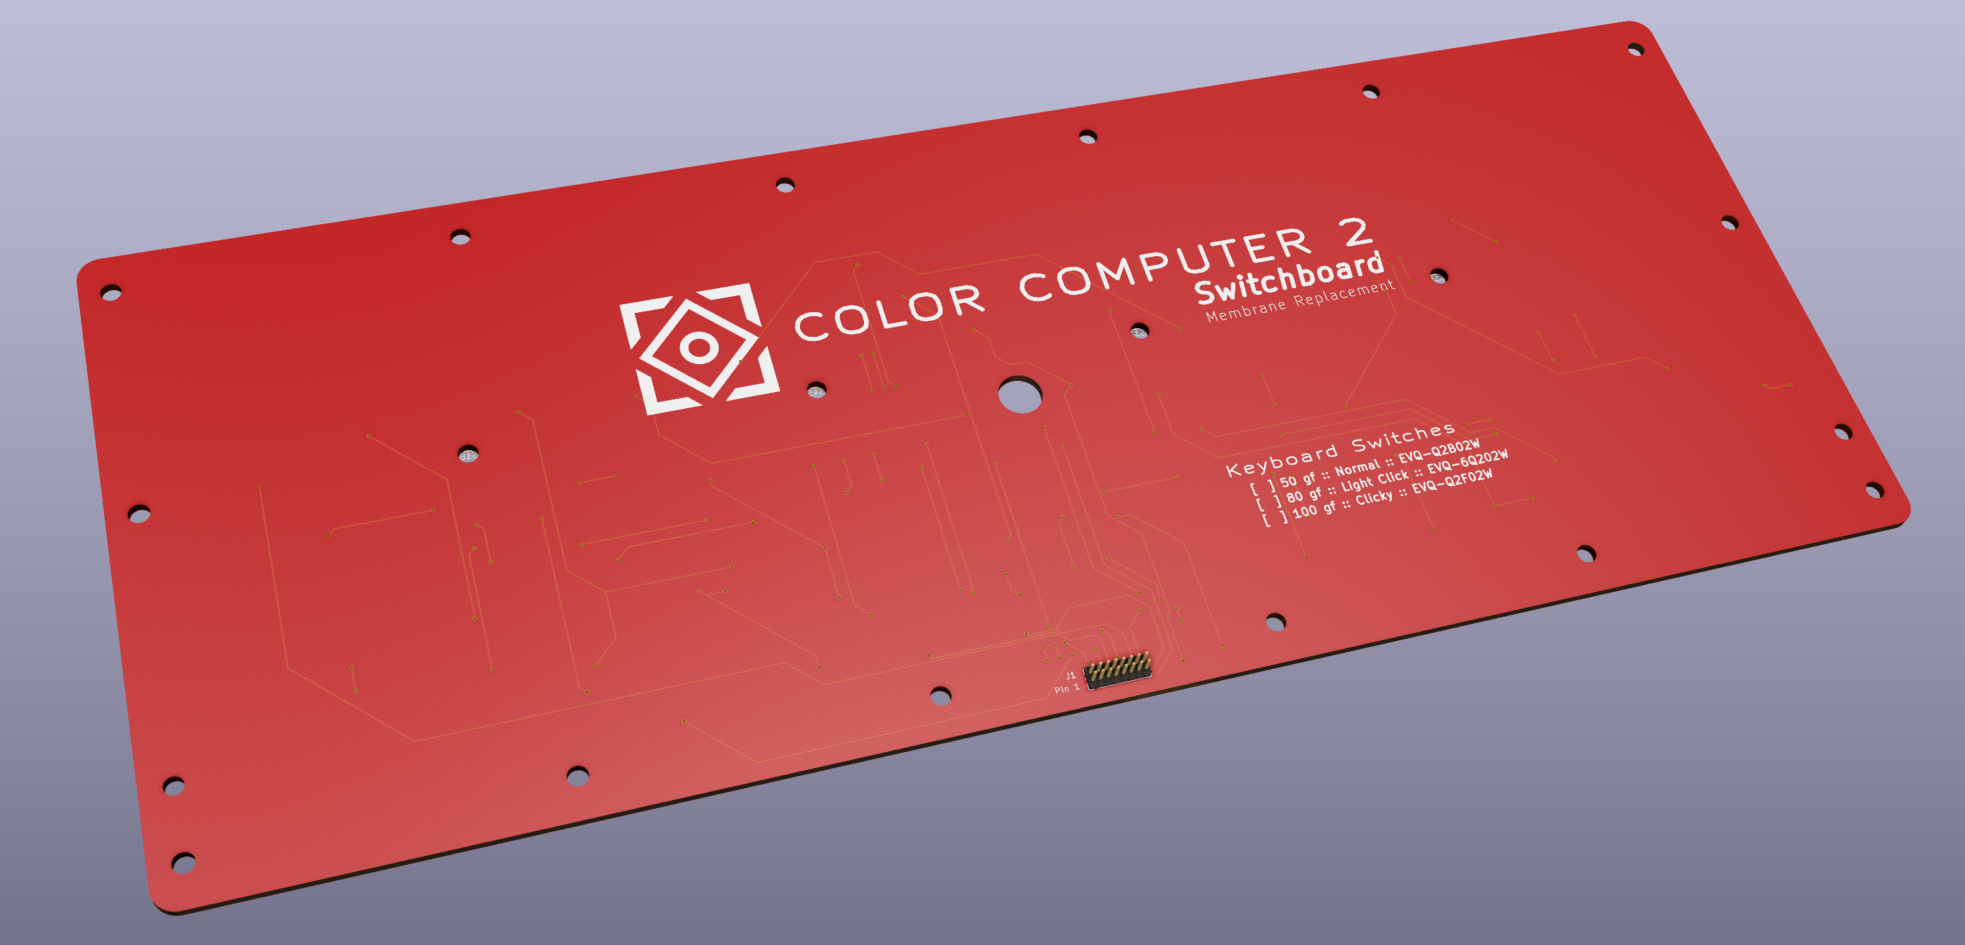 COLOR COMPUTER 2
Switchboard
Membrane Replacement
Keyboard Switches
[ ] 50 gf :: Normal :: EVQ-Q2B02W
[ ] 80 gf :: Light Click :: EVQ-6Q202W
[ ] 100 gf :: Clicky :: EVQ-Q2F02W
J1
Pin 1